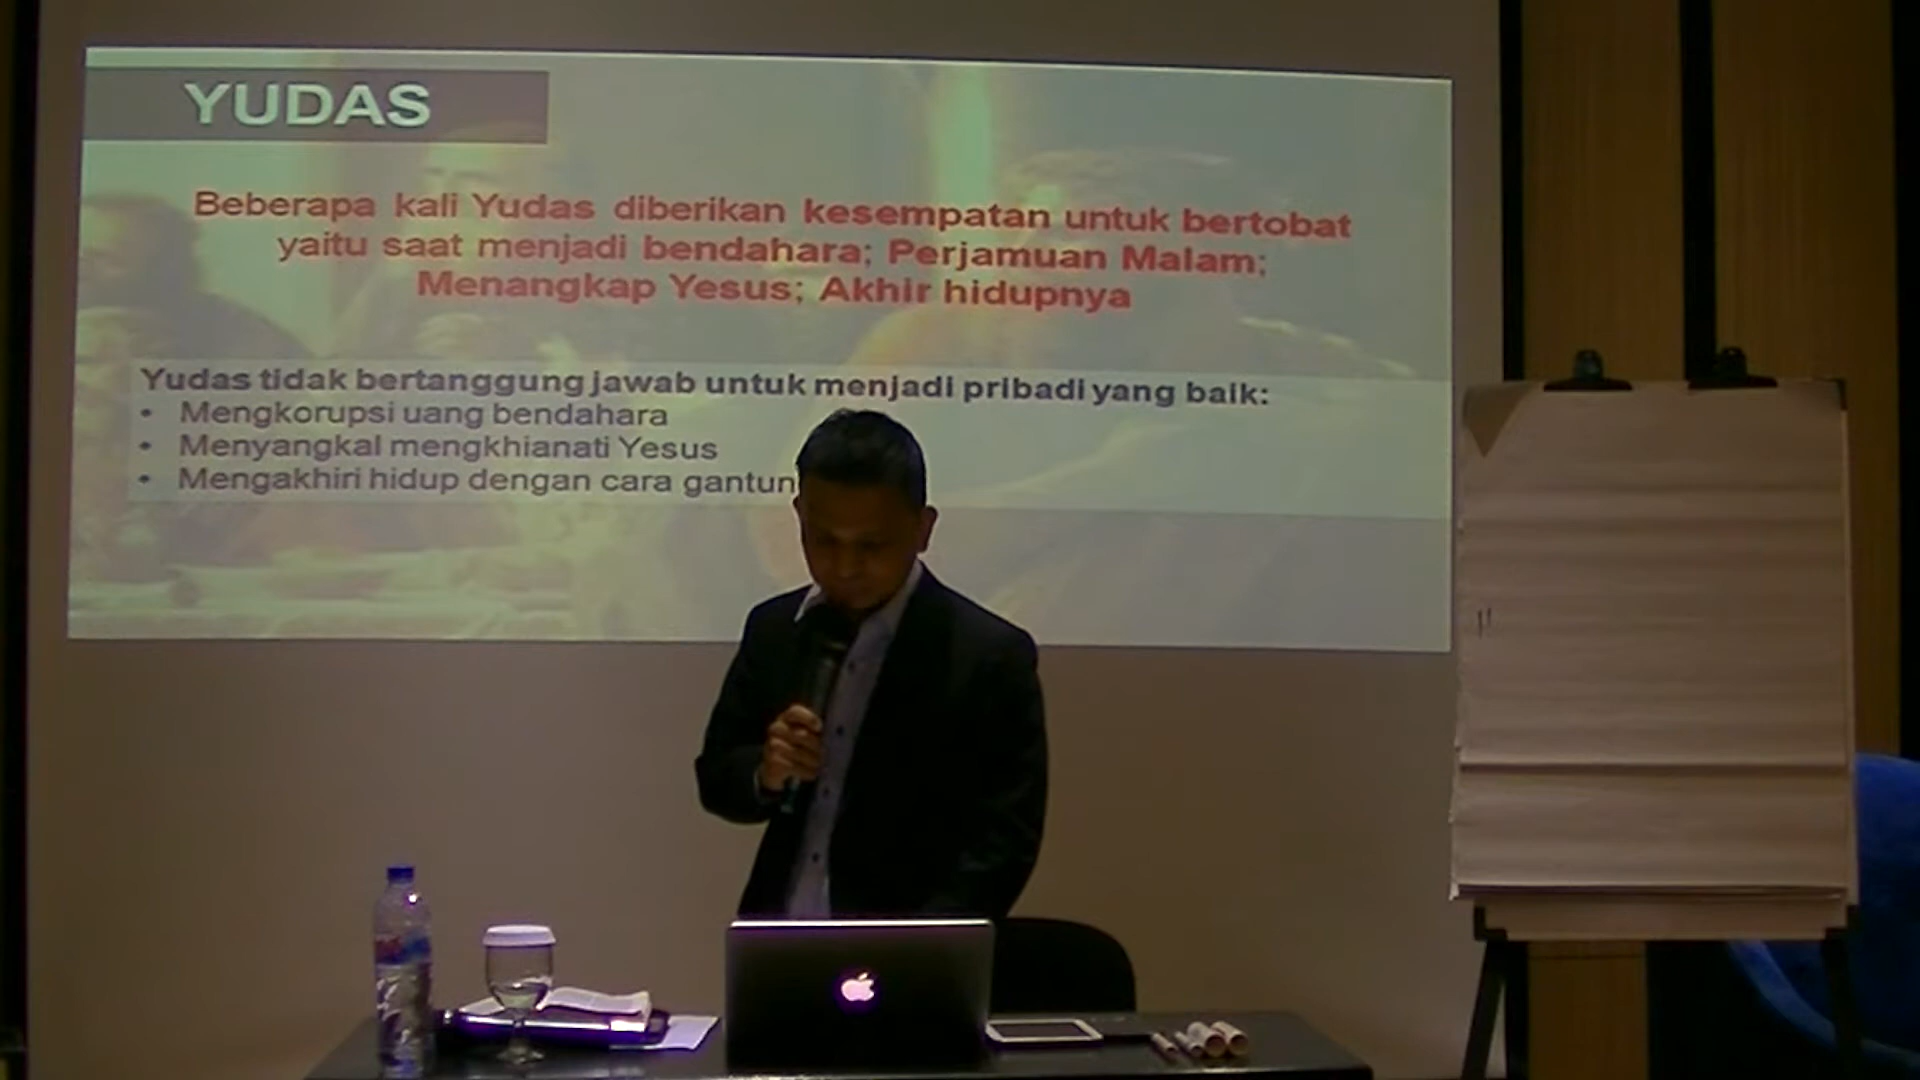 YUDAS
Beberapa kali Yudas diberikan kesempatan untuk bertobat
yaitu saat menjadi bendahara; Perjamuan Malam;
Menangkap Yesus; Akhir hidupnya
Yudas tidak bertanggung jawab untuk menjadi pribadi yang baik:
• Mengkorupsi uang bendahara
• Menyangkal mengkhianati Yesus
• Mengakhiri hidup dengan cara gantun